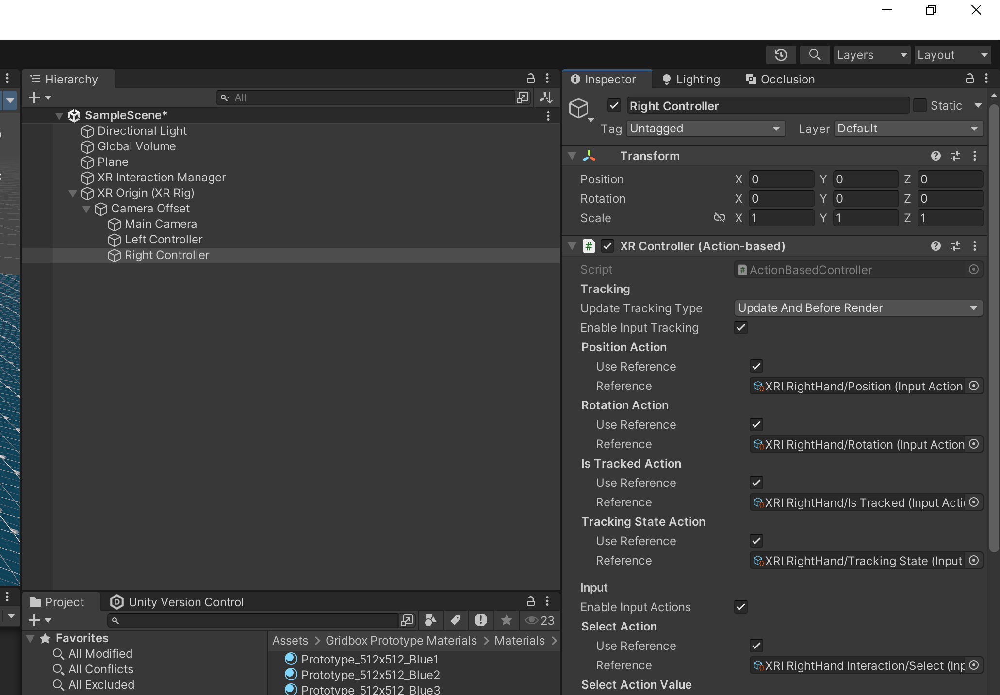 Layers
Layout
Hierarchy
All
SampleScene*
Directional Light
Global Volume
Plane
XR Interaction Manager
XR Origin (XR Rig)
Camera Offset
Main Camera
Left Controller
Right Controller
Inspector
Lighting
Occlusion
Right Controller
Static
Tag Untagged
Layer Default
Transform
Position X 0 Y 0 Z 0
Rotation X 0 Y 0 Z 0
Scale X 1 Y 1 Z 1
# XR Controller (Action-based)
Script # ActionBasedController
Tracking
Update Tracking Type Update And Before Render
Enable Input Tracking
Position Action
Use Reference
Reference XRI RightHand/Position (Input Action
Rotation Action
Use Reference
Reference XRI RightHand/Rotation (Input Action
Is Tracked Action
Use Reference
Reference XRI RightHand/Is Tracked (Input Acti
Tracking State Action
Use Reference
Reference XRI RightHand/Tracking State (Input
Input
Enable Input Actions
Select Action
Use Reference
Reference XRI RightHand Interaction/Select (Inp
Select Action Value
Project
Unity Version Control
23
Favorites
All Modified
All Conflicts
All Excluded
Assets > Gridbox Prototype Materials > Materials >
Prototype_512x512_Blue1
Prototype_512x512_Blue2
Prototype_512x512_Blue3